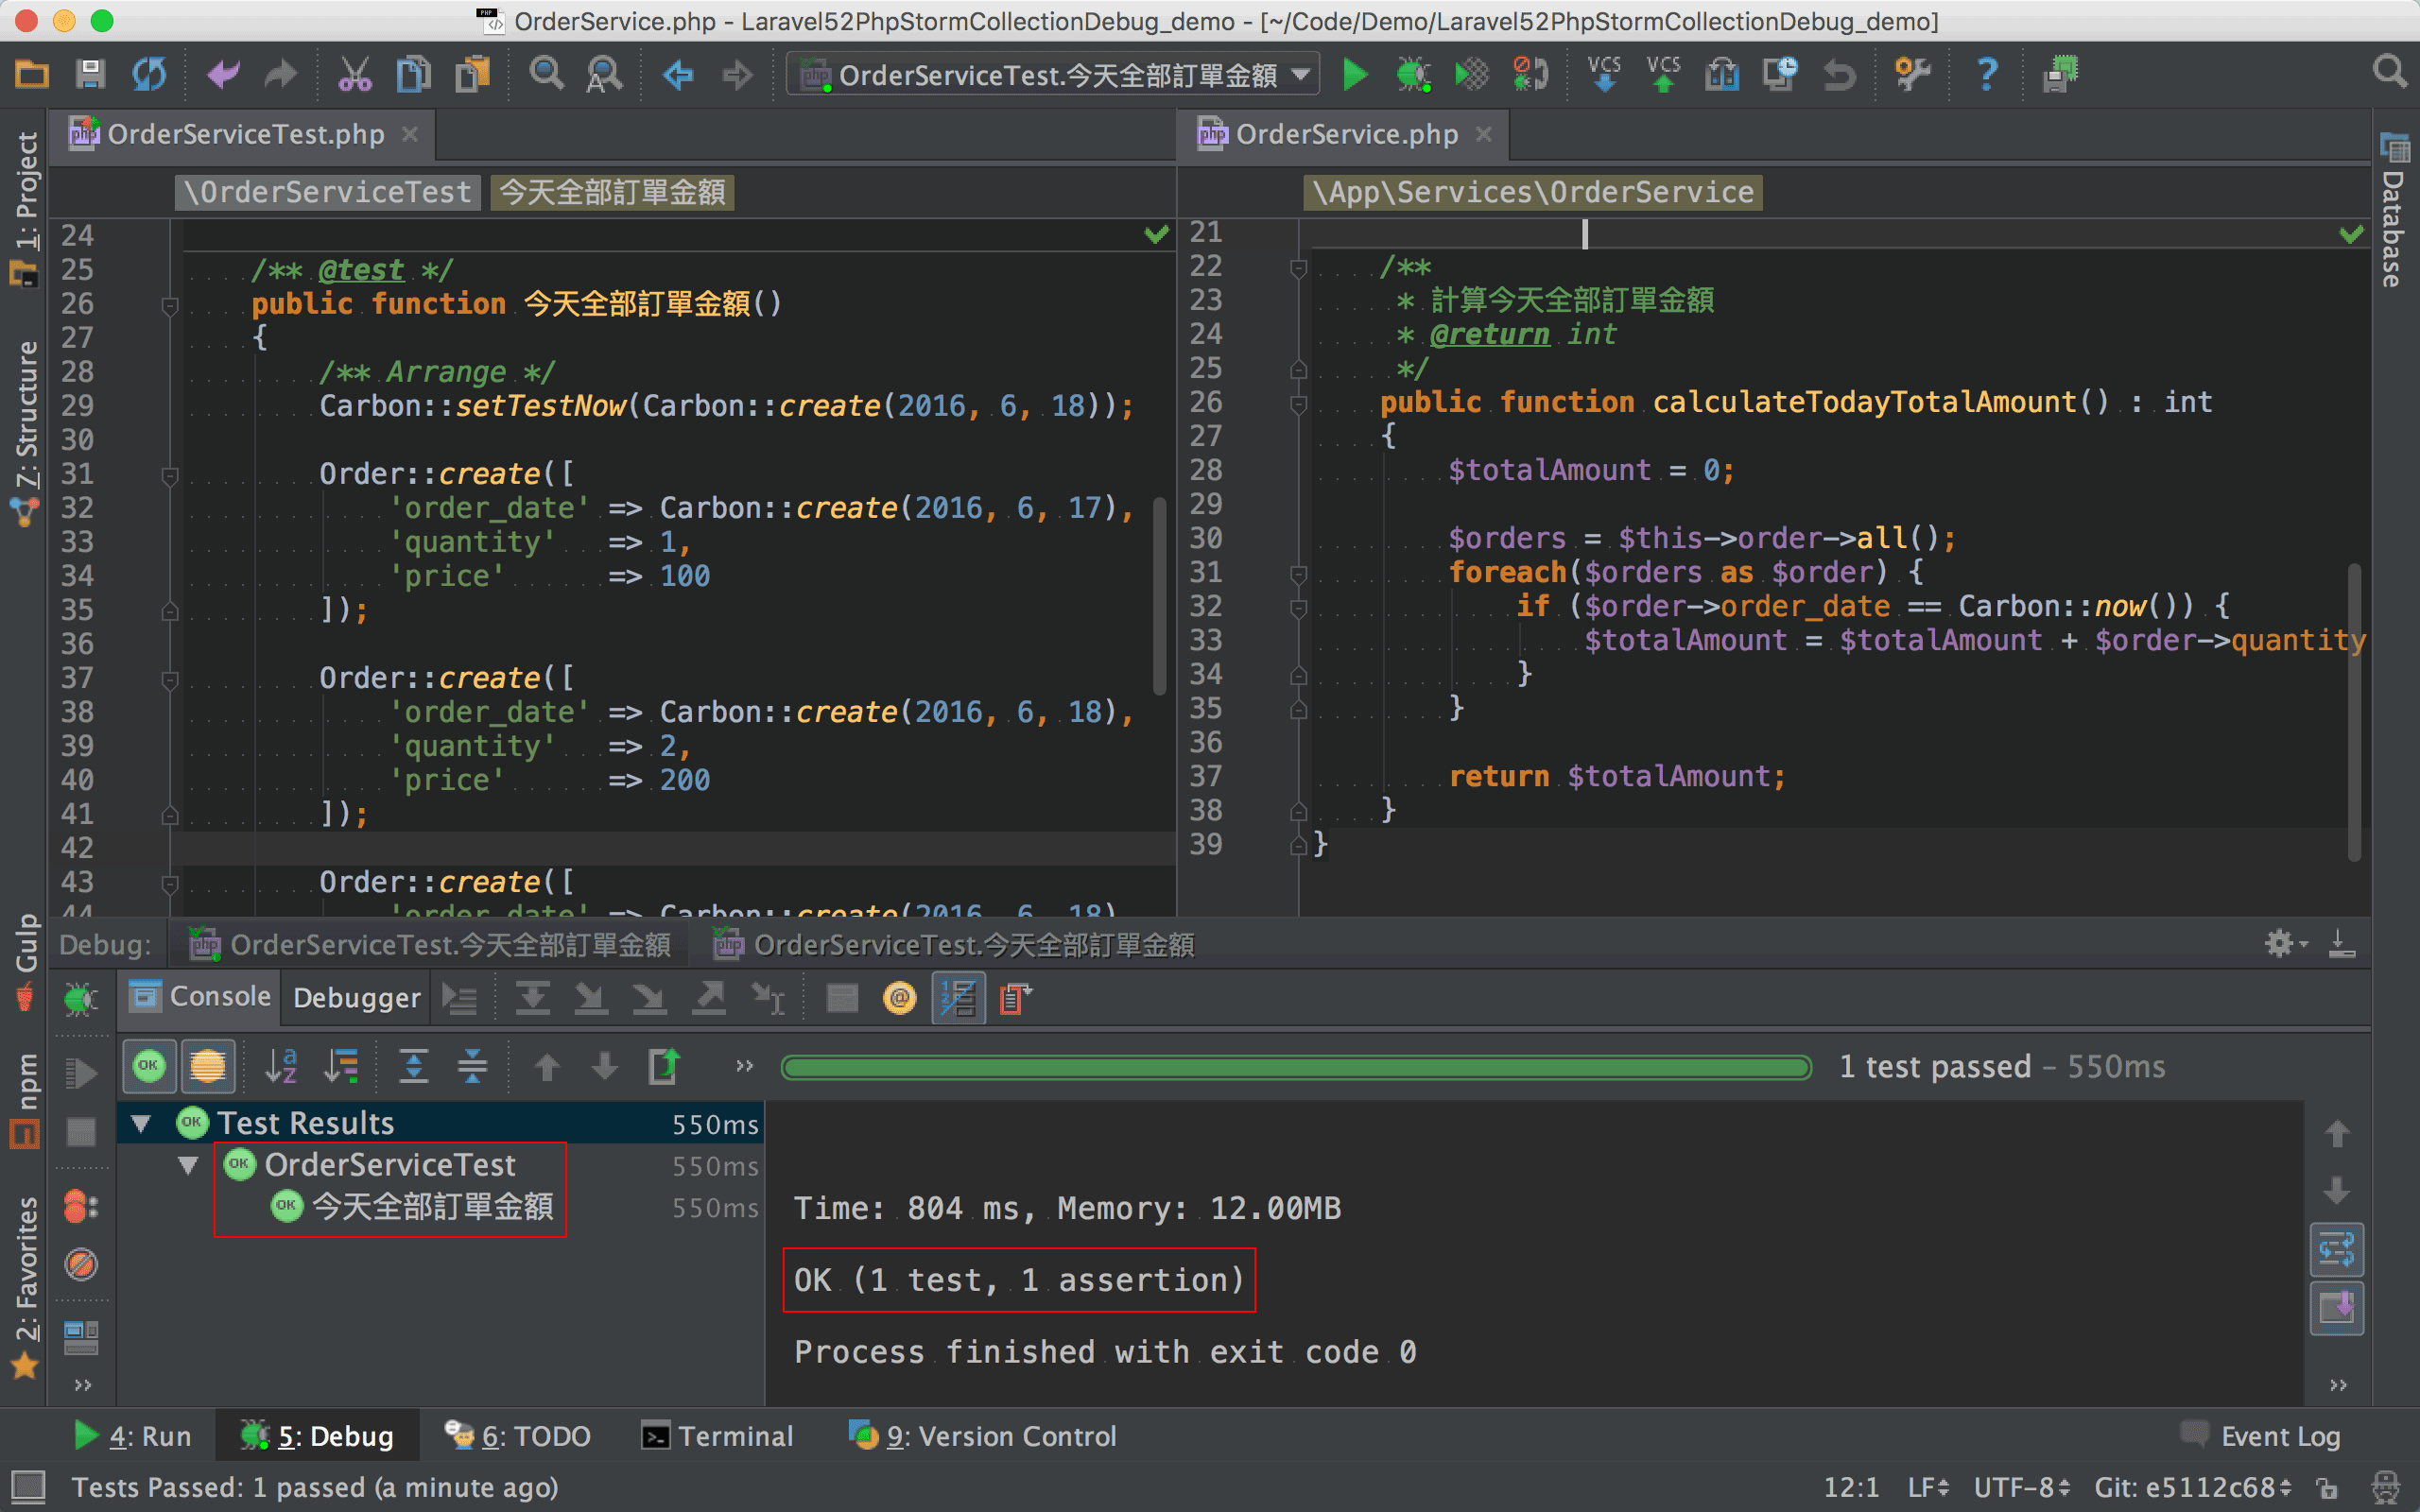 OrderService.php - Laravel52PhpStormCollectionDebug_demo - [~/Code/Demo/Laravel52PhpStormCollectionDebug_demo]
OrderServiceTest.今天全部訂單金額
VCS VCS
OrderServiceTest.php
OrderService.php
\OrderServiceTest 今天全部訂單金額
\App\Services\OrderService
1: Project
7: Structure
Gulp
npm
2: Favorites
Database
24
25 /** @test */
26 public function 今天全部訂單金額()
27 {
28 /** Arrange */
29 Carbon::setTestNow(Carbon::create(2016, 6, 18));
30
31 Order::create([
32 'order_date' => Carbon::create(2016, 6, 17),
33 'quantity' => 1,
34 'price' => 100
35 ]);
36
37 Order::create([
38 'order_date' => Carbon::create(2016, 6, 18),
39 'quantity' => 2,
40 'price' => 200
41 ]);
42
43 Order::create([
44 'order_date' => Carbon::create(2016, 6, 18),
21
22 /**
23 * 計算今天全部訂單金額
24 * @return int
25 */
26 public function calculateTodayTotalAmount() : int
27 {
28 $totalAmount = 0;
29
30 $orders = $this->order->all();
31 foreach($orders as $order) {
32 if ($order->order_date == Carbon::now()) {
33 $totalAmount = $totalAmount + $order->quantity
34 }
35 }
36
37 return $totalAmount;
38 }
39 }
Debug: OrderServiceTest.今天全部訂單金額 OrderServiceTest.今天全部訂單金額
Console Debugger
1 test passed – 550ms
OK Test Results 550ms
OK OrderServiceTest 550ms
OK 今天全部訂單金額 550ms
Time: 804 ms, Memory: 12.00MB
OK (1 test, 1 assertion)
Process finished with exit code 0
4: Run 5: Debug 6: TODO Terminal 9: Version Control Event Log
Tests Passed: 1 passed (a minute ago) 12:1 LF UTF-8 Git: e5112c68